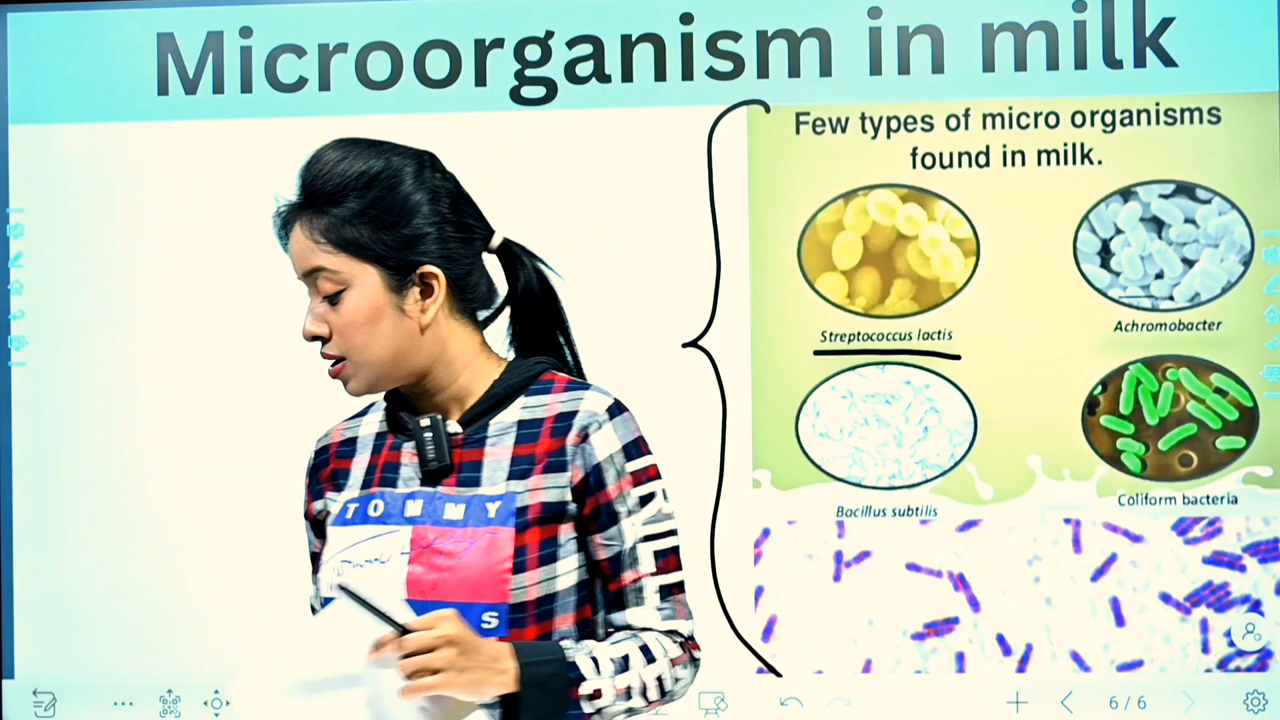 Microorganism in milk
Few types of micro organisms
found in milk.
Streptococcus lactis
Achromobacter
Bacillus subtilis
Coliform bacteria
TOMMY
S
6 / 6